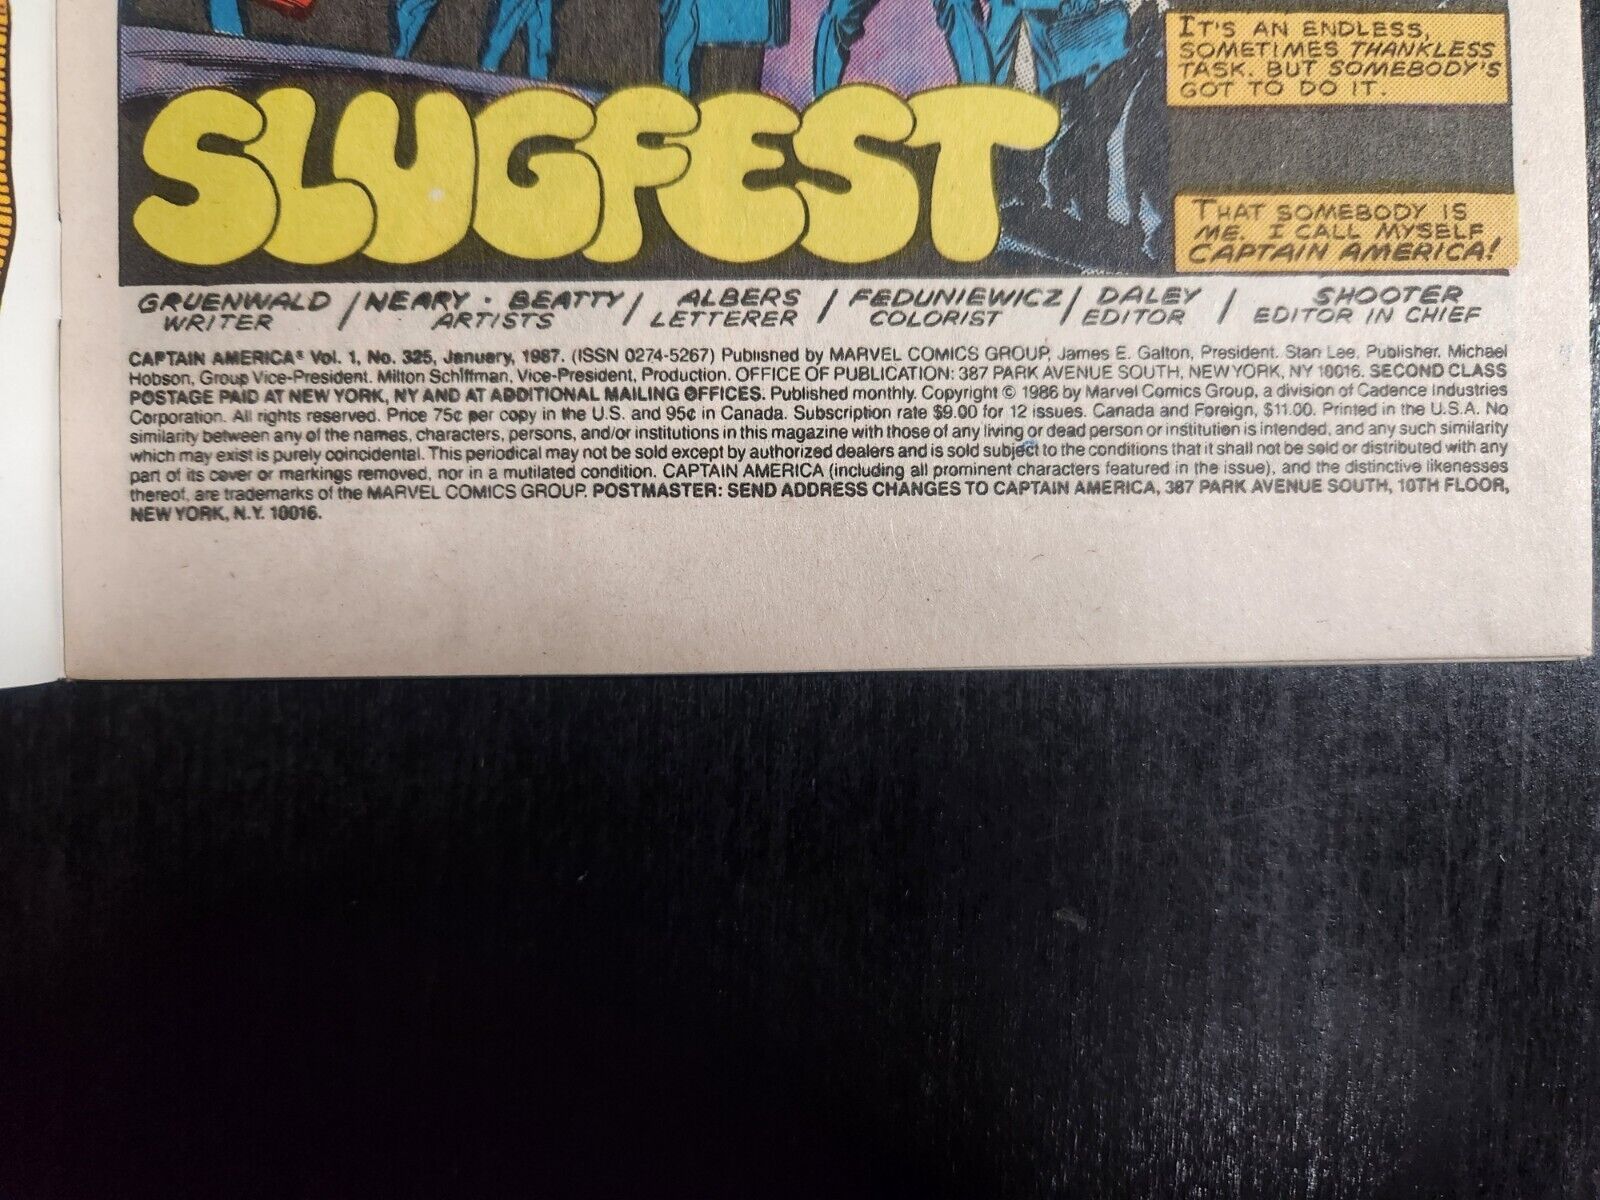 IT'S AN ENDLESS,
SOMETIMES THANKLESS
TASK. BUT SOMEBODY'S
GOT TO DO IT.
SLUGFEST
THAT SOMEBODY IS
ME. I CALL MYSELF
CAPTAIN AMERICA!
GRUENWALD / NEARY · BEATTY / ALBERS / FEDUNIEWICZ / DALEY / SHOOTER
WRITER ARTISTS LETTERER COLORIST EDITOR EDITOR IN CHIEF
CAPTAIN AMERICA® Vol. 1, No. 325, January, 1987. (ISSN 0274-5267) Published by MARVEL COMICS GROUP, James E. Galton, President. Stan Lee, Publisher. Michael
Hobson, Group Vice-President. Milton Schiffman, Vice-President, Production. OFFICE OF PUBLICATION: 387 PARK AVENUE SOUTH, NEW YORK, NY 10016. SECOND CLASS
POSTAGE PAID AT NEW YORK, NY AND AT ADDITIONAL MAILING OFFICES. Published monthly. Copyright © 1986 by Marvel Comics Group, a division of Cadence Industries
Corporation. All rights reserved. Price 75¢ per copy in the U.S. and 95¢ in Canada. Subscription rate $9.00 for 12 issues. Canada and Foreign, $11.00. Printed in the U.S.A. No
similarity between any of the names, characters, persons, and/or institutions in this magazine with those of any living or dead person or institution is intended, and any such similarity
which may exist is purely coincidental. This periodical may not be sold except by authorized dealers and is sold subject to the conditions that it shall not be sold or distributed with any
part of its cover or markings removed, nor in a mutilated condition. CAPTAIN AMERICA (including all prominent characters featured in the issue), and the distinctive likenesses
thereof, are trademarks of the MARVEL COMICS GROUP. POSTMASTER: SEND ADDRESS CHANGES TO CAPTAIN AMERICA, 387 PARK AVENUE SOUTH, 10TH FLOOR,
NEW YORK, N.Y. 10016.